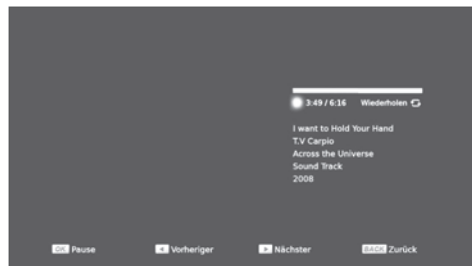 3:49 / 6:16 Wiederholen
I want to Hold Your Hand
T.V Carpio
Across the Universe
Sound Track
2008
OK Pause
Vorheriger
Nächster
BACK Zurück